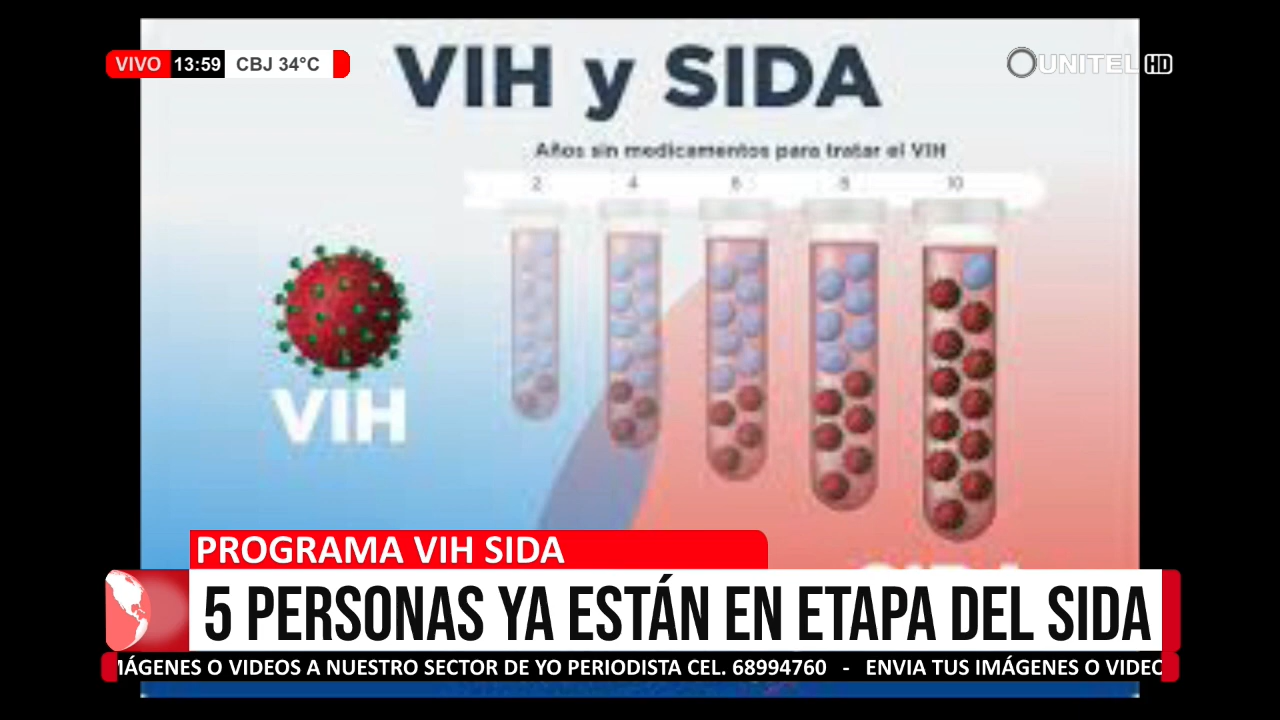 VIVO 13:59 CBJ 34°C
UNITEL HD
VIH y SIDA
Años sin medicamentos para tratar el VIH
2 4 6 8 10
VIH
PROGRAMA VIH SIDA
5 PERSONAS YA ESTÁN EN ETAPA DEL SIDA
MÁGENES O VIDEOS A NUESTRO SECTOR DE YO PERIODISTA CEL. 68994760 - ENVIA TUS IMÁGENES O VIDEO